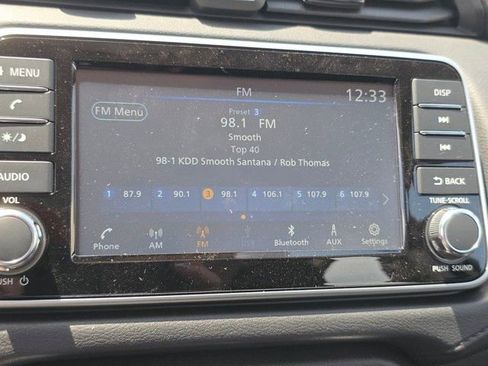 MENU
AUDIO
VOL
PUSH
FM
12:33
FM Menu
Preset 3
98.1 FM
Smooth
Top 40
98-1 KDD Smooth Santana / Rob Thomas
1 87.9 2 90.1 3 98.1 4 106.1 5 107.9 6 107.9
Phone AM FM USB Bluetooth AUX Settings
DISP
BACK
TUNE·SCROLL
PUSH SOUND